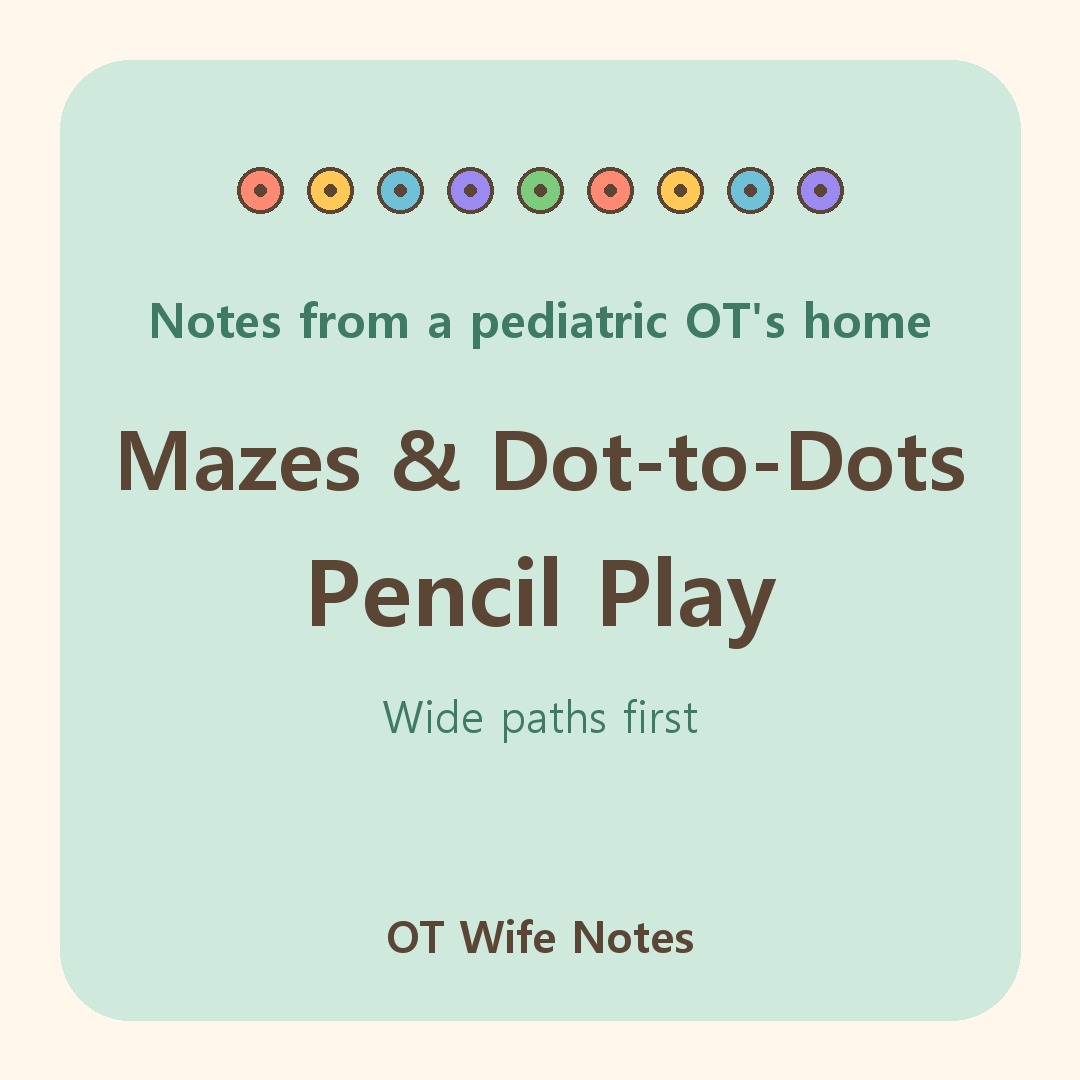 Notes from a pediatric OT's home
Mazes & Dot-to-Dots
Pencil Play
Wide paths first
OT Wife Notes